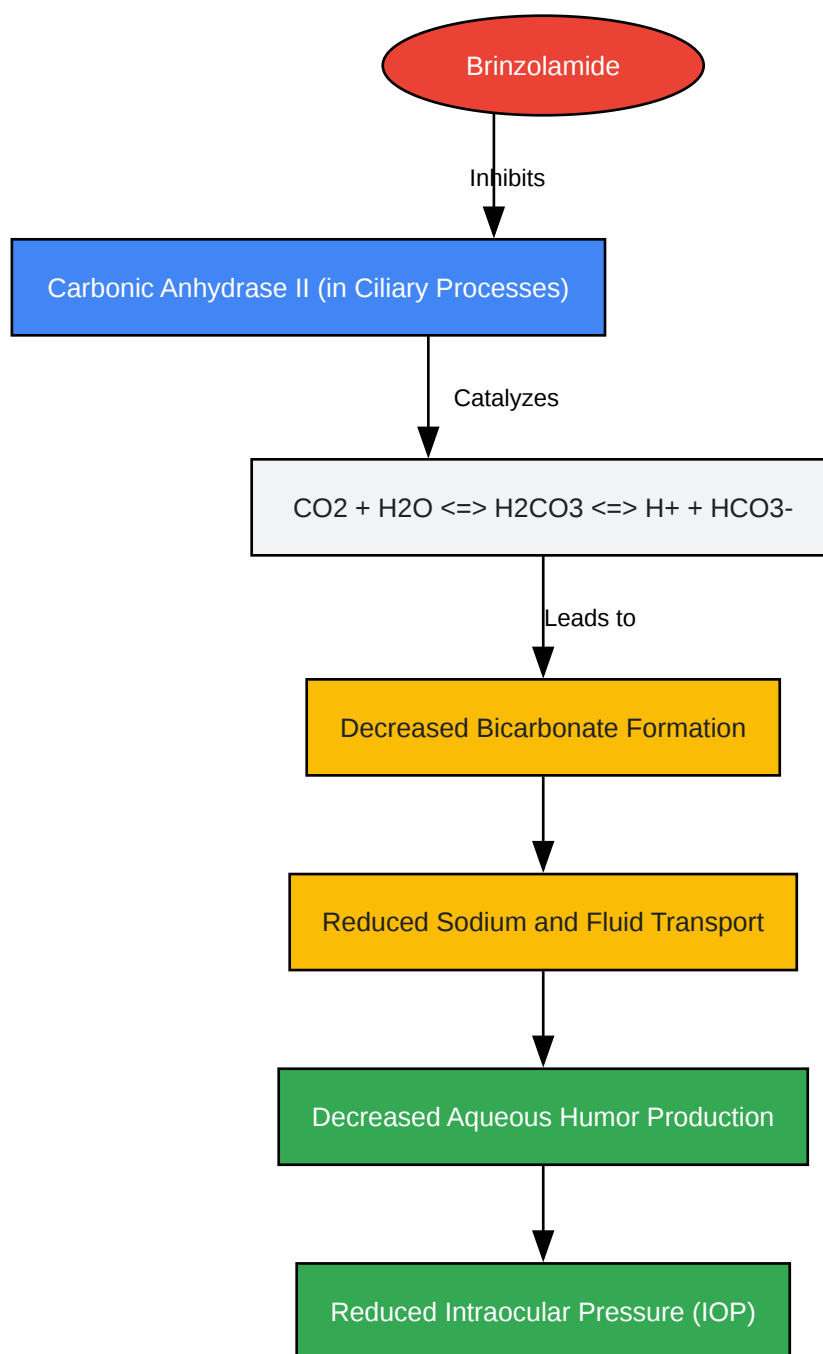 Brinzolamide
Inhibits
Carbonic Anhydrase II (in Ciliary Processes)
Catalyzes
CO2 + H2O <=> H2CO3 <=> H+ + HCO3-
Leads to
Decreased Bicarbonate Formation
Reduced Sodium and Fluid Transport
Decreased Aqueous Humor Production
Reduced Intraocular Pressure (IOP)